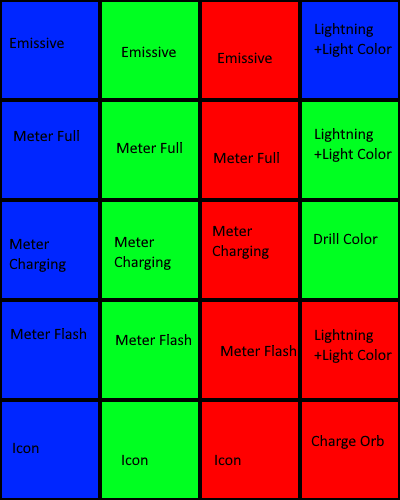 Emissive
Emissive
Emissive
Lightning
+Light Color
Meter Full
Meter Full
Meter Full
Lightning
+Light Color
Meter
Charging
Meter
Charging
Meter
Charging
Drill Color
Meter Flash
Meter Flash
Meter Flash
Lightning
+Light Color
Icon
Icon
Icon
Charge Orb